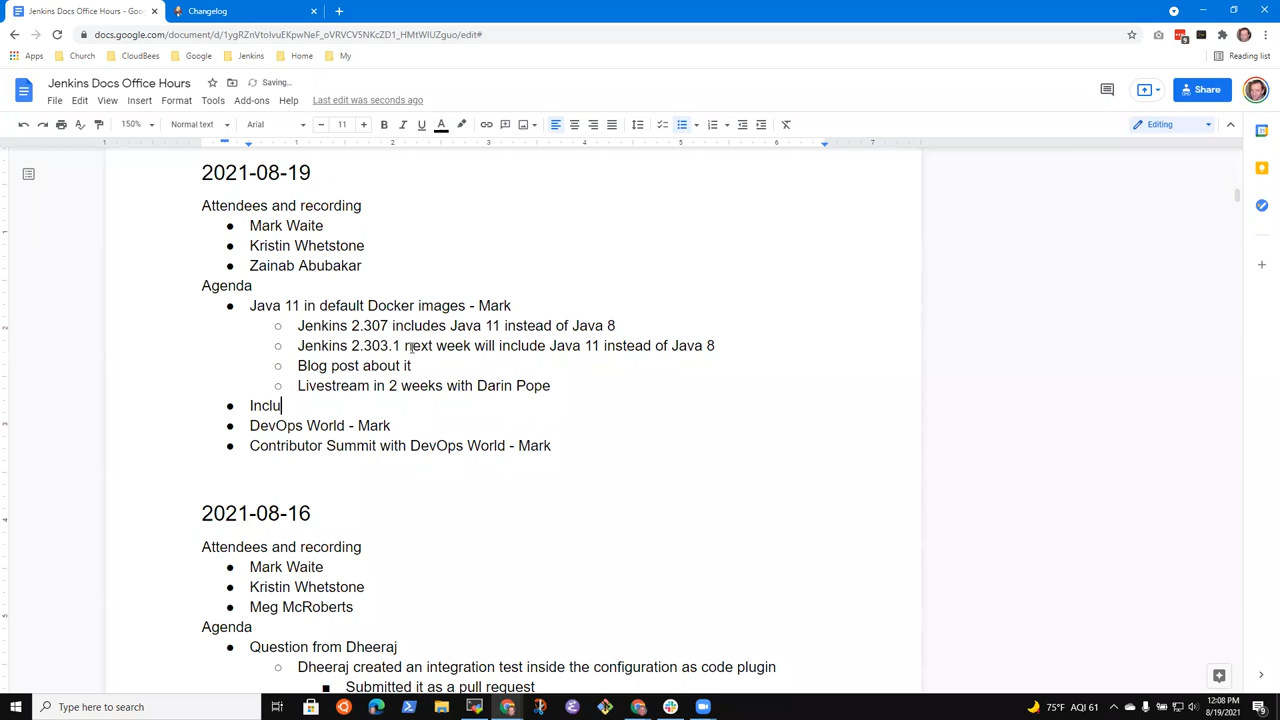 Jenkins Docs Office Hours - Goo
Changelog
docs.google.com/document/d/1ygRZnVtoIvuEKpwNeF_oVRVCV5NKcZD1_HMtWIUZguo/edit#
Apps
Church
CloudBees
Google
Jenkins
Home
My
Reading list
Jenkins Docs Office Hours
Saving...
File Edit View Insert Format Tools Add-ons Help Last edit was seconds ago
Share
150% Normal text Arial 11
Editing
2021-08-19
Attendees and recording
Mark Waite
Kristin Whetstone
Zainab Abubakar
Agenda
Java 11 in default Docker images - Mark
Jenkins 2.307 includes Java 11 instead of Java 8
Jenkins 2.303.1 next week will include Java 11 instead of Java 8
Blog post about it
Livestream in 2 weeks with Darin Pope
Inclu
DevOps World - Mark
Contributor Summit with DevOps World - Mark
2021-08-16
Attendees and recording
Mark Waite
Kristin Whetstone
Meg McRoberts
Agenda
Question from Dheeraj
Dheeraj created an integration test inside the configuration as code plugin
Submitted it as a pull request
Type here to search
75°F AQI 61
12:08 PM
8/19/2021